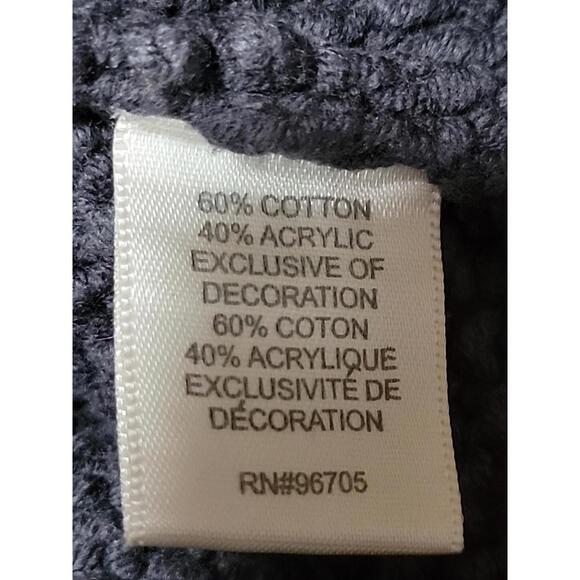 60% COTTON
40% ACRYLIC
EXCLUSIVE OF
DECORATION
60% COTON
40% ACRYLIQUE
EXCLUSIVITÉ DE
DÉCORATION
RN#96705